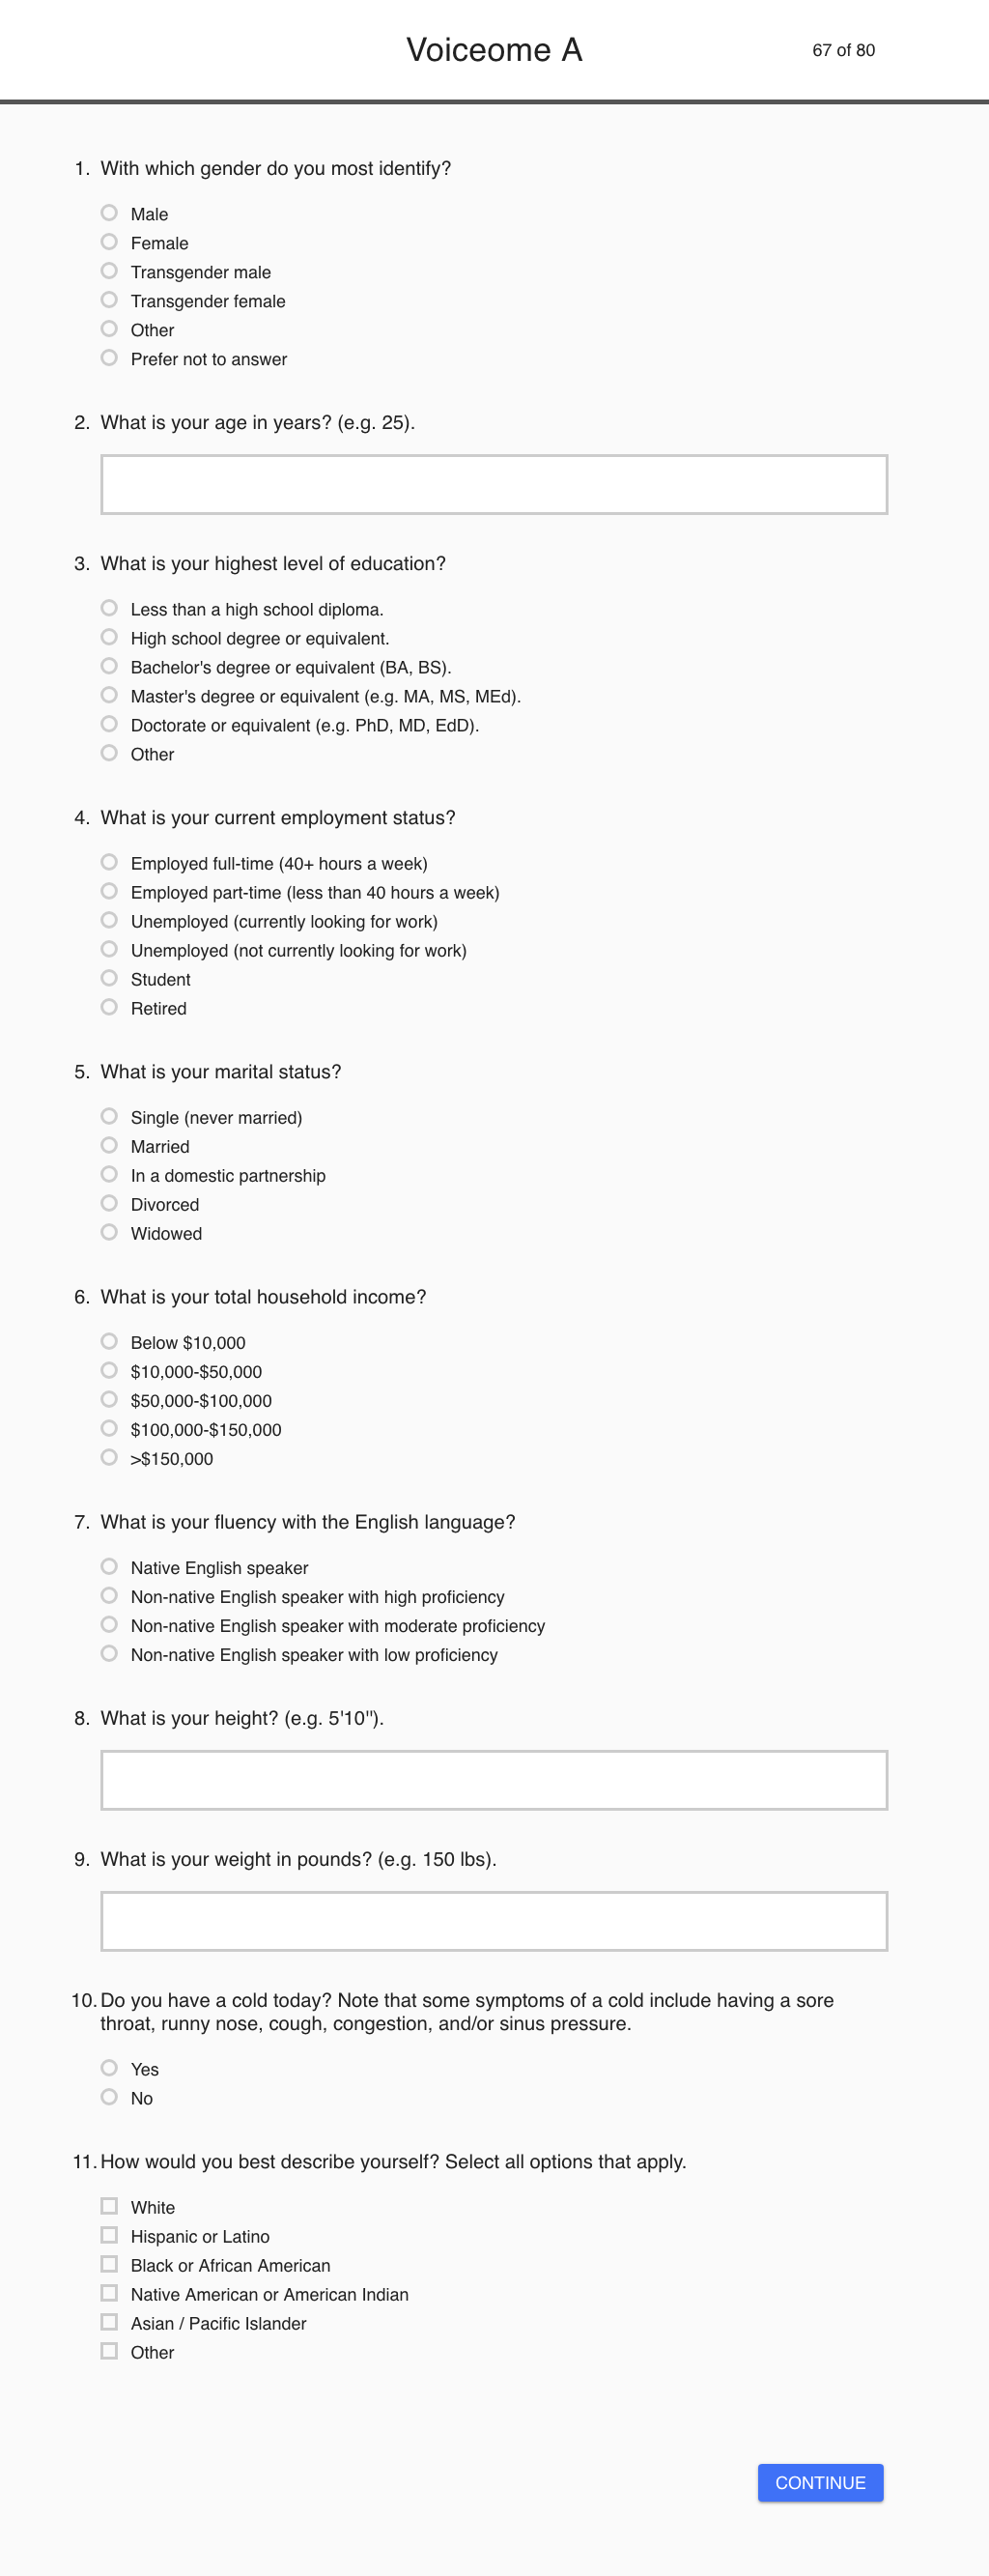 Voiceome A
67 of 80
1. With which gender do you most identify?
Male
Female
Transgender male
Transgender female
Other
Prefer not to answer
2. What is your age in years? (e.g. 25).
3. What is your highest level of education?
Less than a high school diploma.
High school degree or equivalent.
Bachelor's degree or equivalent (BA, BS).
Master's degree or equivalent (e.g. MA, MS, MEd).
Doctorate or equivalent (e.g. PhD, MD, EdD).
Other
4. What is your current employment status?
Employed full-time (40+ hours a week)
Employed part-time (less than 40 hours a week)
Unemployed (currently looking for work)
Unemployed (not currently looking for work)
Student
Retired
5. What is your marital status?
Single (never married)
Married
In a domestic partnership
Divorced
Widowed
6. What is your total household income?
Below $10,000
$10,000-$50,000
$50,000-$100,000
$100,000-$150,000
>$150,000
7. What is your fluency with the English language?
Native English speaker
Non-native English speaker with high proficiency
Non-native English speaker with moderate proficiency
Non-native English speaker with low proficiency
8. What is your height? (e.g. 5'10").
9. What is your weight in pounds? (e.g. 150 lbs).
10. Do you have a cold today? Note that some symptoms of a cold include having a sore
throat, runny nose, cough, congestion, and/or sinus pressure.
Yes
No
11. How would you best describe yourself? Select all options that apply.
White
Hispanic or Latino
Black or African American
Native American or American Indian
Asian / Pacific Islander
Other
CONTINUE